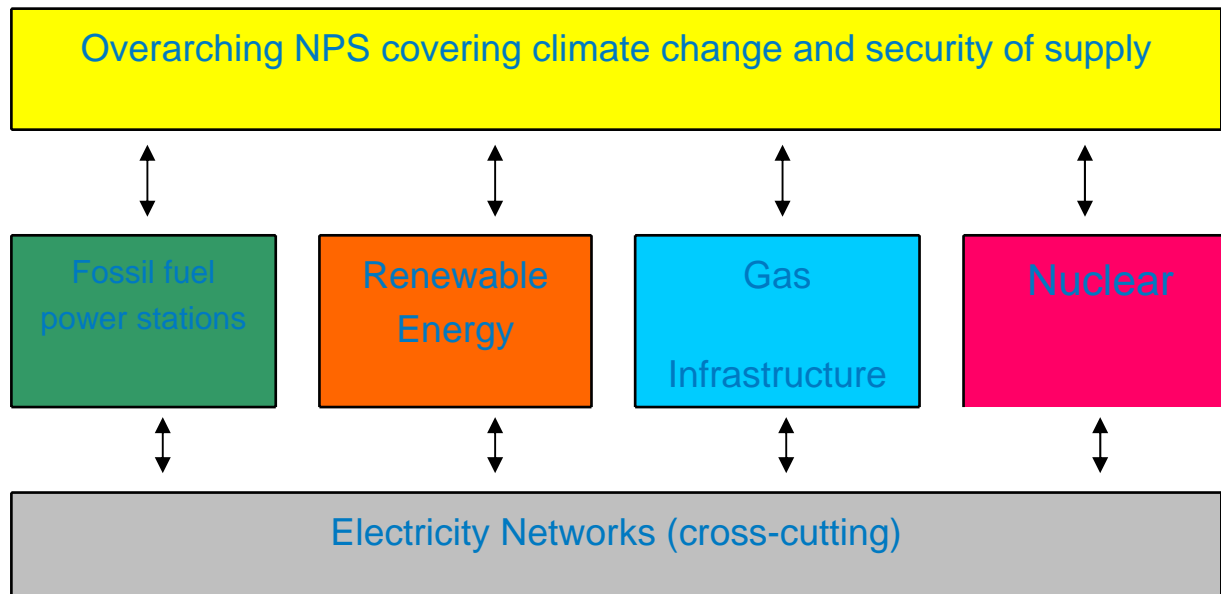 Overarching NPS covering climate change and security of supply
Fossil fuel
power stations
Renewable
Energy
Gas
Infrastructure
Nuclear
Electricity Networks (cross-cutting)